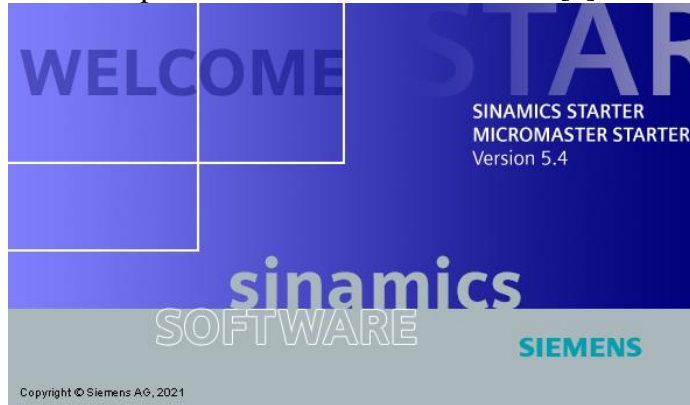 WELCOME
STAR
SINAMICS STARTER
MICROMASTER STARTER
Version 5.4
sinamics
SOFTWARE
SIEMENS
Copyright © Siemens AG, 2021